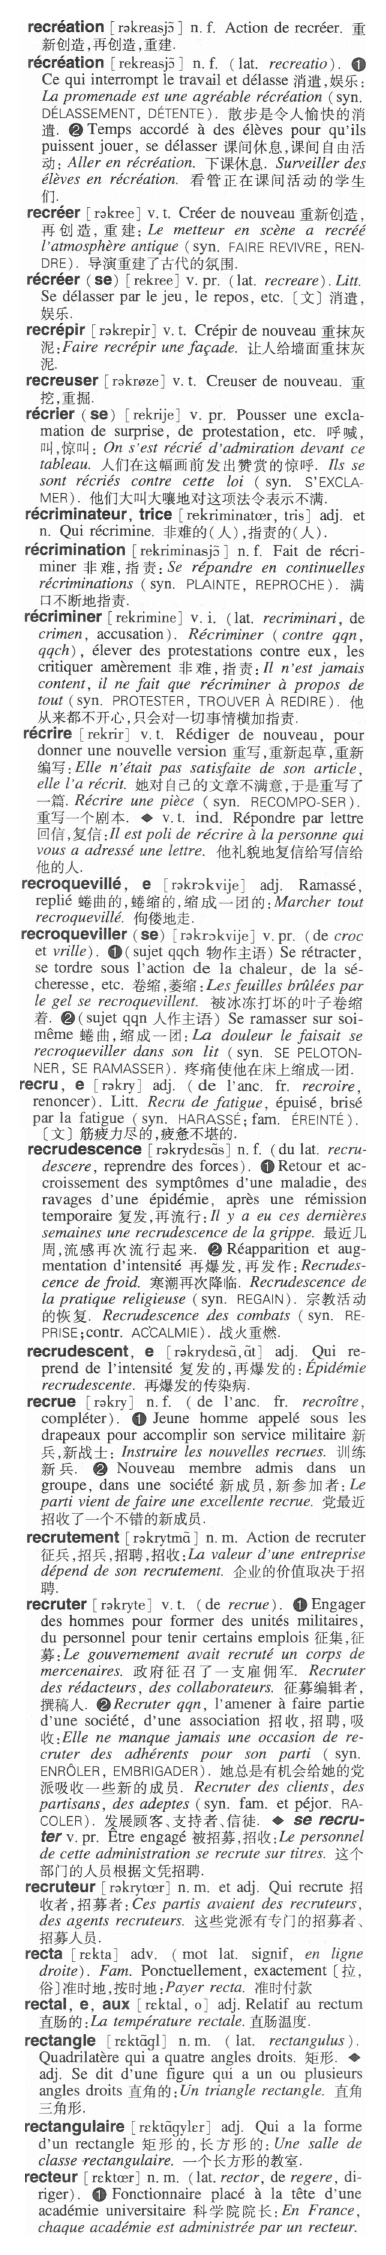 recréation [rəkreasjɔ̃] n. f. Action de recréer. 重
新创造,再创造,重建.
récréation [rekreasjɔ̃] n. f. (lat. recreatio). ❶
Ce qui interrompt le travail et délasse 消遣,娱乐:
La promenade est une agréable récréation (syn.
DÉLASSEMENT, DÉTENTE). 散步是令人愉快的消
遣. ❷ Temps accordé à des élèves pour qu'ils
puissent jouer, se délasser 课间休息,课间自由活
动: Aller en récréation. 下课休息. Surveiller des
élèves en récréation. 看管正在课间活动的学生
们.
recréer [rəkree] v. t. Créer de nouveau 重新创造,
再创造, 重建: Le metteur en scène a recréé
l'atmosphère antique (syn. FAIRE REVIVRE, REN-
DRE). 导演重建了古代的氛围.
récréer (se) [rekree] v. pr. (lat. recreare). Litt.
Se délasser par le jeu, le repos, etc. 〔文〕消遣,
娱乐.
recrépir [rəkrepir] v. t. Crépir de nouveau 重抹灰
泥:Faire recrépir une façade. 让人给墙面重抹灰
泥.
recreuser [rəkrøze] v. t. Creuser de nouveau. 重
挖,重掘.
récrier (se) [rekrije] v. pr. Pousser une excla-
mation de surprise, de protestation, etc. 呼喊,
叫,惊叫: On s'est récrié d'admiration devant ce
tableau. 人们在这幅画前发出赞赏的惊呼. Ils se
sont récriés contre cette loi (syn. S'EXCLA-
MER). 他们大叫大嚷地对这项法令表示不满.
récriminateur, trice [rekriminatœr, tris] adj. et
n. Qui récrimine. 非难的(人),指责的(人).
récrimination [rekriminasjɔ̃] n. f. Fait de récri-
miner 非难,指责: Se répandre en continuelles
récriminations (syn. PLAINTE, REPROCHE). 满
口不断地指责.
récriminer [rekrimine] v. i. (lat. recriminari, de
crimen, accusation). Récriminer (contre qqn,
qqch), élever des protestations contre eux, les
critiquer amèrement 非难,指责:Il n'est jamais
content, il ne fait que récriminer à propos de
tout (syn. PROTESTER, TROUVER À REDIRE). 他
从来都不开心,只会对一切事情横加指责.
récrire [rekrir] v. t. Rédiger de nouveau, pour
donner une nouvelle version 重写,重新起草,重新
编写:Elle n'était pas satisfaite de son article,
elle l'a récrit. 她对自己的文章不满意,于是重写了
一篇. Récrire une pièce (syn. RECOMPO-SER).
重写一个剧本. ◆ v. t. ind. Répondre par lettre
回信,复信:Il est poli de récrire à la personne qui
vous a adressé une lettre. 他礼貌地复信给写信给
他的人.
recroquevillé, e [rəkrɔkvije] adj. Ramassé,
replié 蜷曲的,蜷缩的,缩成一团的:Marcher tout
recroquevillé. 佝偻地走.
recroqueviller (se) [rəkrɔkvije] v. pr. (de croc
et vrille). ❶(sujet qqch 物作主语) Se rétracter,
se tordre sous l'action de la chaleur, de la sé-
cheresse, etc. 卷缩,萎缩:Les feuilles brûlées par
le gel se recroquevillent. 被冰冻打坏的叶子卷缩
着. ❷(sujet qqn 人作主语) Se ramasser sur soi-
même 蜷曲,缩成一团:La douleur le faisait se
recroqueviller dans son lit (syn. SE PELOTON-
NER, SE RAMASSER). 疼痛使他在床上缩成一团.
recru, e [rəkry] adj. (de l'anc. fr. recroire,
renoncer). Litt. Recru de fatigue, épuisé, brisé
par la fatigue (syn. HARASSÉ; fam. ÉREINTÉ).
〔文〕筋疲力尽的,疲惫不堪的.
recrudescence [rəkrydɛsɑ̃s] n. f. (du lat. recru-
descere, reprendre des forces). ❶Retour et ac-
croissement des symptômes d'une maladie, des
ravages d'une épidémie, après une rémission
temporaire 复发,再流行:Il y a eu ces dernières
semaines une recrudescence de la grippe. 最近几
周,流感再次流行起来. ❷Réapparition et aug-
mentation d'intensité 再爆发,再发作:Recrudes-
cence de froid. 寒潮再次降临. Recrudescence de
la pratique religieuse (syn. REGAIN). 宗教活动
的恢复. Recrudescence des combats (syn. RE-
PRISE;contr. ACCALMIE). 战火重燃.
recrudescent, e [rəkrydɛsɑ̃,ɑ̃t] adj. Qui re-
prend de l'intensité 复发的,再爆发的:Épidémie
recrudescente. 再爆发的传染病.
recrue [rəkry] n. f. (de l'anc. fr. recroître,
compléter). ❶ Jeune homme appelé sous les
drapeaux pour accomplir son service militaire 新
兵,新战士: Instruire les nouvelles recrues. 训练
新兵. ❷ Nouveau membre admis dans un
groupe, dans une société 新成员,新参加者:Le
parti vient de faire une excellente recrue. 党最近
招收了一个不错的新成员.
recrutement [rəkrytmɑ̃] n. m. Action de recruter
征兵,招兵,招聘,招收:La valeur d'une entreprise
dépend de son recrutement. 企业的价值取决于招
聘.
recruter [rəkryte] v. t. (de recrue). ❶Engager
des hommes pour former des unités militaires,
du personnel pour tenir certains emplois 征集,征
募:Le gouvernement avait recruté un corps de
mercenaires. 政府征召了一支雇佣军. Recruter
des rédacteurs, des collaborateurs. 征募编辑者,
撰稿人. ❷Recruter qqn, l'amener à faire partie
d'une société, d'une association 招收,招聘,吸
收:Elle ne manque jamais une occasion de re-
cruter des adhérents pour son parti (syn.
ENRÔLER, EMBRIGADER). 她总是有机会给她的党
派吸收一些新的成员. Recruter des clients, des
partisans, des adeptes (syn. fam. et péjor. RA-
COLER). 发展顾客、支持者、信徒. ◆ se recru-
ter v. pr. Être engagé 被招募,招收:Le personnel
de cette administration se recrute sur titres. 这个
部门的人员根据文凭招聘.
recruteur [rəkrytœr] n. m. et adj. Qui recrute 招
收者,招募者:Ces partis avaient des recruteurs,
des agents recruteurs. 这些党派有专门的招募者、
招募人员.
recta [rɛkta] adv. (mot lat. signif, en ligne
droite). Fam. Ponctuellement, exactement〔拉,
俗〕准时地,按时地:Payer recta. 准时付款
rectal, e, aux [rɛktal, o] adj. Relatif au rectum
直肠的:La température rectale. 直肠温度.
rectangle [rɛktɑ̃gl] n. m. (lat. rectangulus).
Quadrilatère qui a quatre angles droits. 矩形. ◆
adj. Se dit d'une figure qui a un ou plusieurs
angles droits 直角的:Un triangle rectangle. 直角
三角形.
rectangulaire [rɛktɑ̃gylɛr] adj. Qui a la forme
d'un rectangle 矩形的,长方形的: Une salle de
classe rectangulaire. 一个长方形的教室.
recteur [rɛktœr] n. m. (lat. rector, de regere, di-
riger). ❶ Fonctionnaire placé à la tête d'une
académie universitaire 科学院院长:En France,
chaque académie est administrée par un recteur.